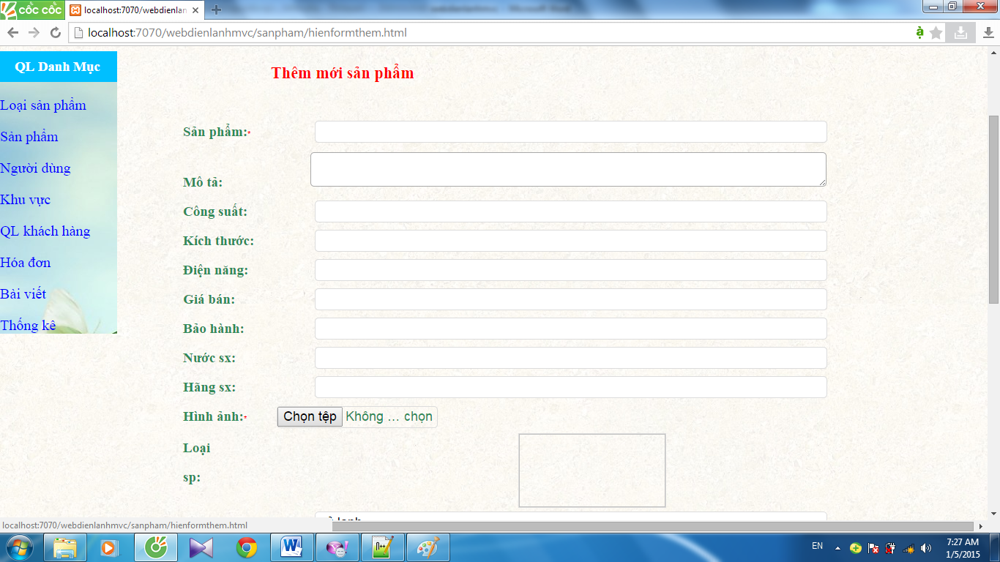 CỐC CỐC
localhost:7070/webdienlan
localhost:7070/webdienlanhmvc/sanpham/hienformthem.html
QL Danh Mục
Loại sản phẩm
Sản phẩm
Người dùng
Khu vực
QL khách hàng
Hóa đơn
Bài viết
Thống kê
Thêm mới sản phẩm
Sản phẩm:*
Mô tả:
Công suất:
Kích thước:
Điện năng:
Giá bán:
Bảo hành:
Nước sx:
Hãng sx:
Hình ảnh:* Chọn tệp Không ... chọn
Loại
sp:
localhost:7070/webdienlanhmvc/sanpham/hienformthem.html
EN
7:27 AM
1/5/2015